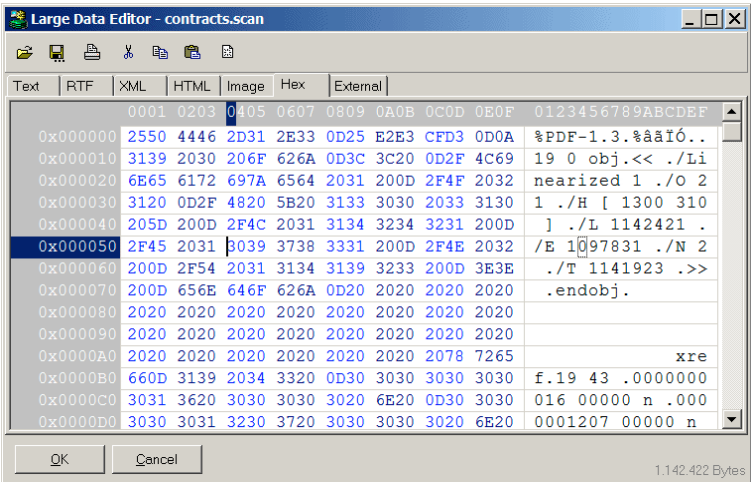 Large Data Editor - contracts.scan
Text RTF XML HTML Image Hex External
0001 0203 0405 0607 0809 0A0B 0C0D 0E0F 0123456789ABCDEF
0x000000 2550 4446 2D31 2E33 0D25 E2E3 CFD3 0D0A %PDF-1.3.%âãÏÓ..
0x000010 3139 2030 206F 626A 0D3C 3C20 0D2F 4C69 19 0 obj.<< ./Li
0x000020 6E65 6172 697A 6564 2031 200D 2F4F 2032 nearized 1 ./O 2
0x000030 3120 0D2F 4820 5B20 3133 3030 2033 3130 1 ./H [ 1300 310
0x000040 205D 200D 2F4C 2031 3134 3234 3231 200D ] ./L 1142421 .
0x000050 2F45 2031 3039 3738 3331 200D 2F4E 2032 /E 1097831 ./N 2
0x000060 200D 2F54 2031 3134 3139 3233 200D 3E3E ./T 1141923 .>>
0x000070 200D 656E 646F 626A 0D20 2020 2020 2020 .endobj.
0x000080 2020 2020 2020 2020 2020 2020 2020 2020
0x000090 2020 2020 2020 2020 2020 2020 2020 2020
0x0000A0 2020 2020 2020 2020 2020 2020 2078 7265 xre
0x0000B0 660D 3139 2034 3320 0D30 3030 3030 3030 f.19 43 .0000000
0x0000C0 3031 3620 3030 3030 3020 6E20 0D30 3030 016 00000 n .000
0x0000D0 3030 3031 3230 3720 3030 3030 3020 6E20 0001207 00000 n
OK Cancel
1.142.422 Bytes